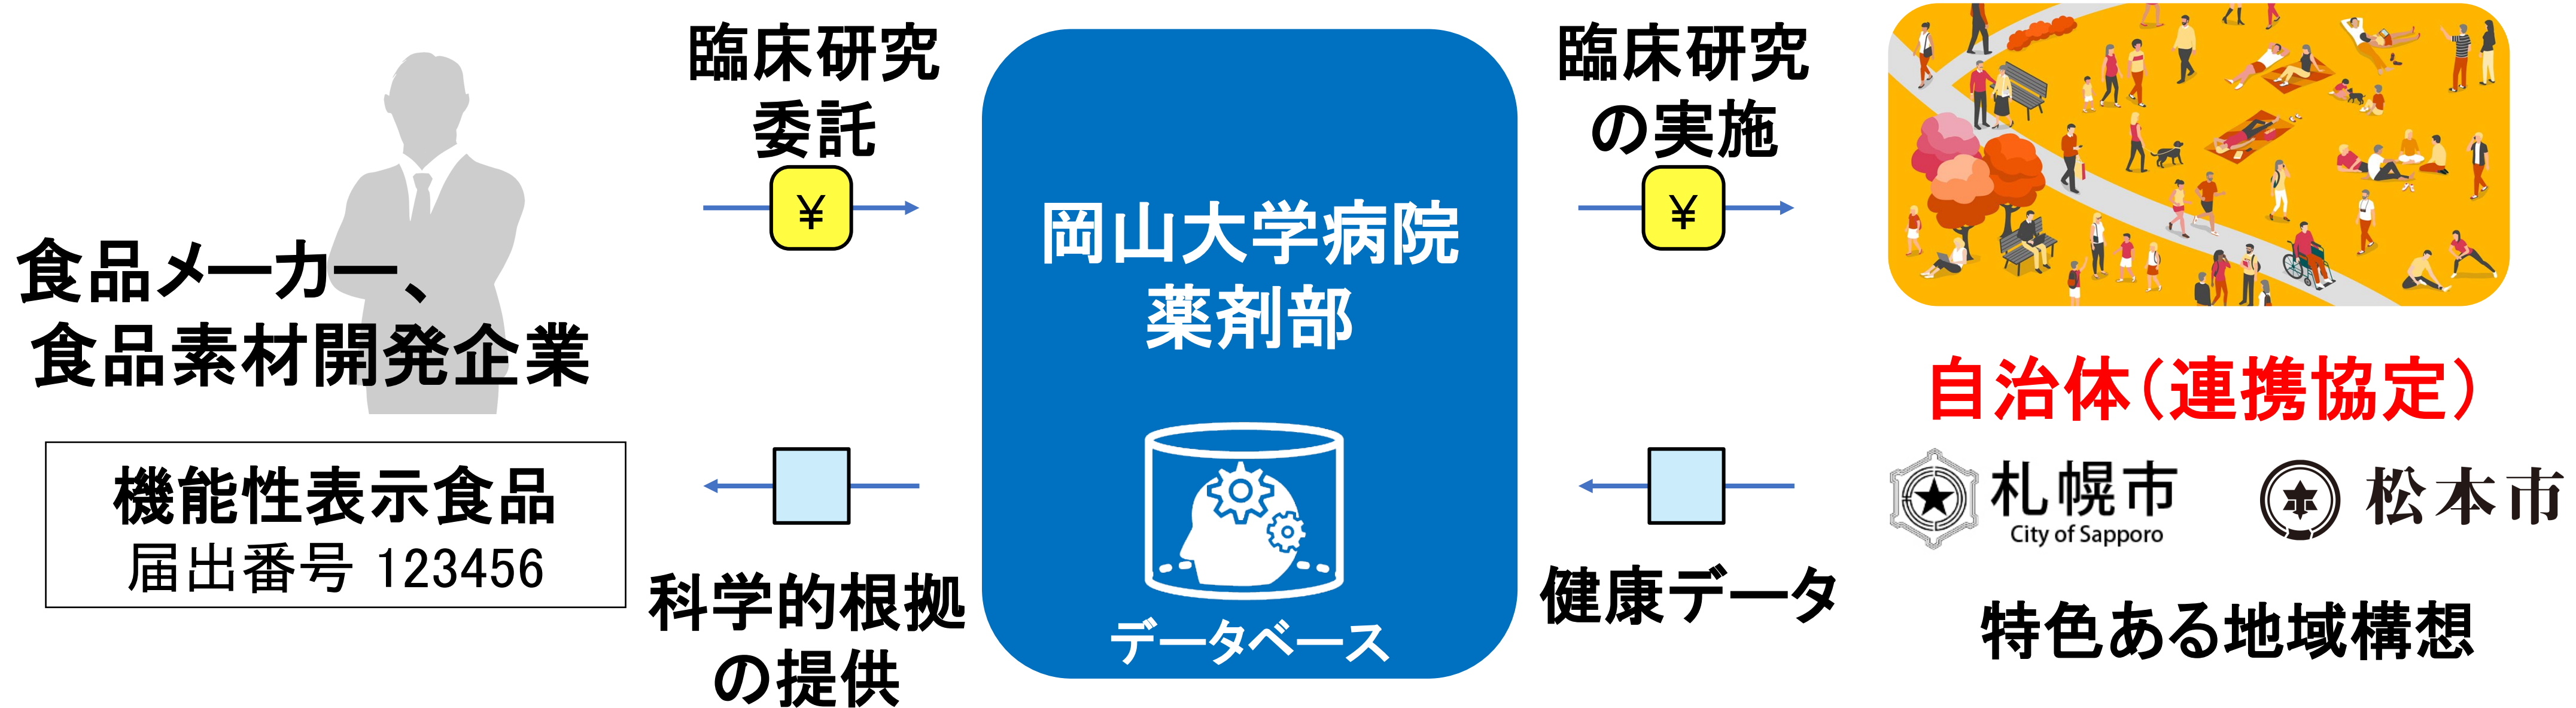 食品メーカー、
食品素材開発企業
機能性表示食品
届出番号 123456
臨床研究
委託
¥
科学的根拠
の提供
岡山大学病院
薬剤部
データベース
臨床研究
の実施
¥
健康データ
自治体（連携協定）
札幌市
City of Sapporo
松本市
特色ある地域構想